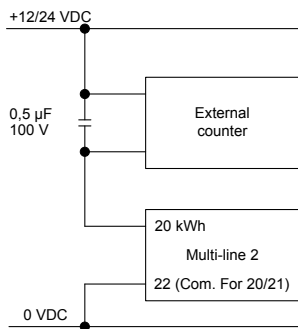 +12/24 VDC
0,5 µF
100 V
External
counter
20 kWh
Multi-line 2
22 (Com. For 20/21)
0 VDC